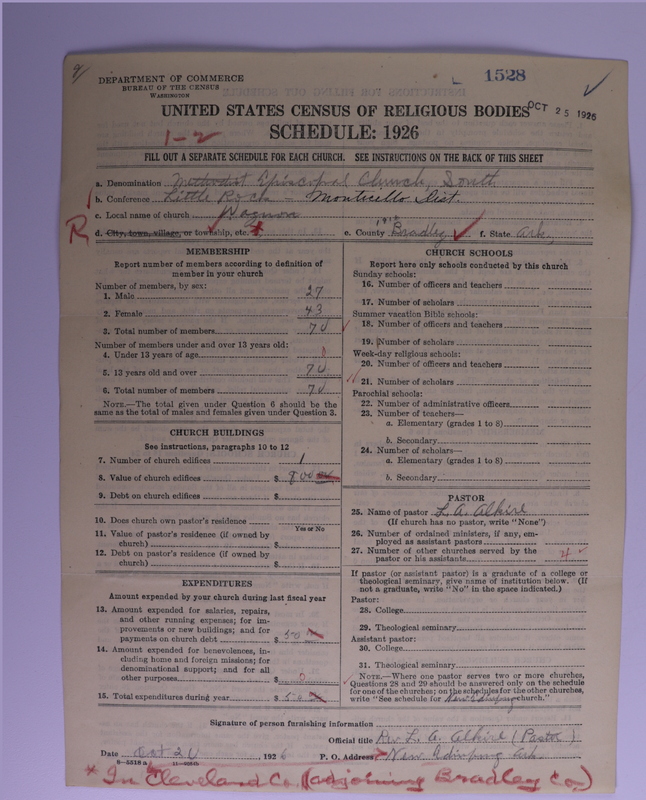 9/
1528
DEPARTMENT OF COMMERCE
BUREAU OF THE CENSUS
WASHINGTON
OCT 25 1926
UNITED STATES CENSUS OF RELIGIOUS BODIES
1-2
SCHEDULE: 1926
FILL OUT A SEPARATE SCHEDULE FOR EACH CHURCH. SEE INSTRUCTIONS ON THE BACK OF THIS SHEET
a. Denomination Methodist Episcopal Church, South
b. Conference Little Rock - Monticello Dist.
c. Local name of church Wagnon
R d. City, town, village, or township, etc. * e. County Bradley f. State Ark,
MEMBERSHIP
Report number of members according to definition of
member in your church
Number of members, by sex:
1. Male 27
2. Female 43
3. Total number of members 70
Number of members under and over 13 years old:
4. Under 13 years of age 0
5. 13 years old and over 70
6. Total number of members 70
NOTE.—The total given under Question 6 should be the
same as the total of males and females given under Question 3.
CHURCH BUILDINGS
See instructions, paragraphs 10 to 12
7. Number of church edifices 1
8. Value of church edifices $ 800
9. Debt on church edifices $
10. Does church own pastor's residence
Yes or No
11. Value of pastor's residence (if owned by
church) $
12. Debt on pastor's residence (if owned by
church) $
EXPENDITURES
Amount expended by your church during last fiscal year
13. Amount expended for salaries, repairs,
and other running expenses; for im-
provements or new buildings; and for
payments on church debt $ 50
14. Amount expended for benevolences, in-
cluding home and foreign missions; for
denominational support; and for all
other purposes $ 0
15. Total expenditures during year $ 50
CHURCH SCHOOLS
Report here only schools conducted by this church
Sunday schools:
16. Number of officers and teachers
17. Number of scholars
Summer vacation Bible schools:
18. Number of officers and teachers
19. Number of scholars
Week-day religious schools:
20. Number of officers and teachers
21. Number of scholars
Parochial schools:
22. Number of administrative officers
23. Number of teachers—
a. Elementary (grades 1 to 8)
b. Secondary
24. Number of scholars—
a. Elementary (grades 1 to 8)
b. Secondary
PASTOR
25. Name of pastor L. A. Alkire
(If church has no pastor, write "None")
26. Number of ordained ministers, if any, em-
ployed as assistant pastors
27. Number of other churches served by the
pastor or his assistants 4
If pastor (or assistant pastor) is a graduate of a college or
theological seminary, give name of institution below. (If
not a graduate, write "No" in the space indicated.)
Pastor:
28. College
29. Theological seminary
Assistant pastor:
30. College
31. Theological seminary
NOTE.—Where one pastor serves two or more churches,
Questions 28 and 29 should be answered only on the schedule
for one of the churches; on the schedules for the other churches,
write "See schedule for church."
Signature of person furnishing information
Official title Rev L. A. Alkire (Pastor)
Date Oct 20 1926 P. O. Address New Ark.
8-5518a
* In Cleveland Co. (adjoining Bradley Co.)